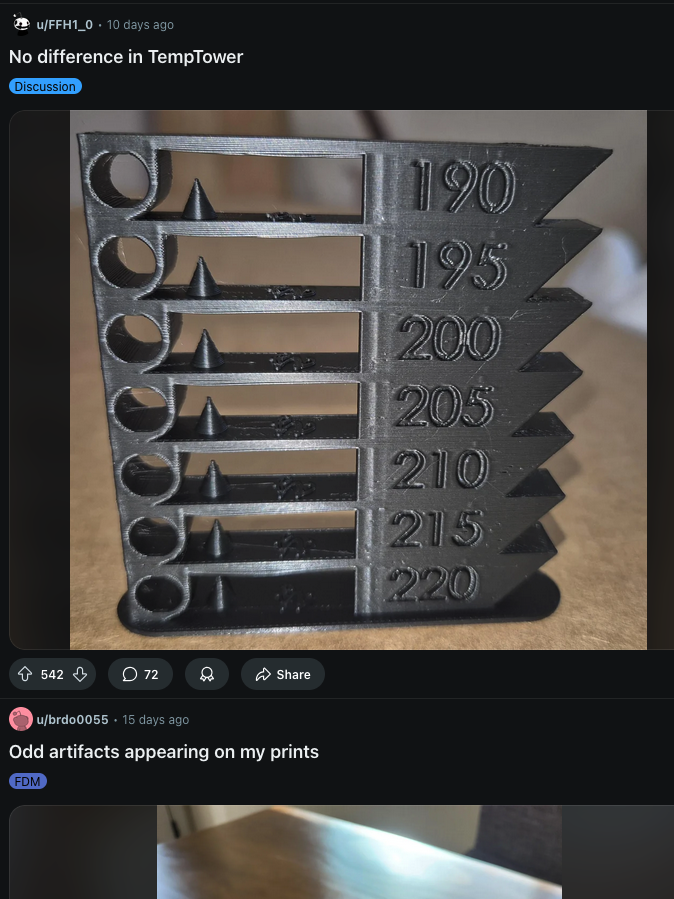 u/FFH1_0 • 10 days ago
No difference in TempTower
Discussion
190
195
200
205
210
215
220
542
72
Share
u/brdo0055 • 15 days ago
Odd artifacts appearing on my prints
FDM